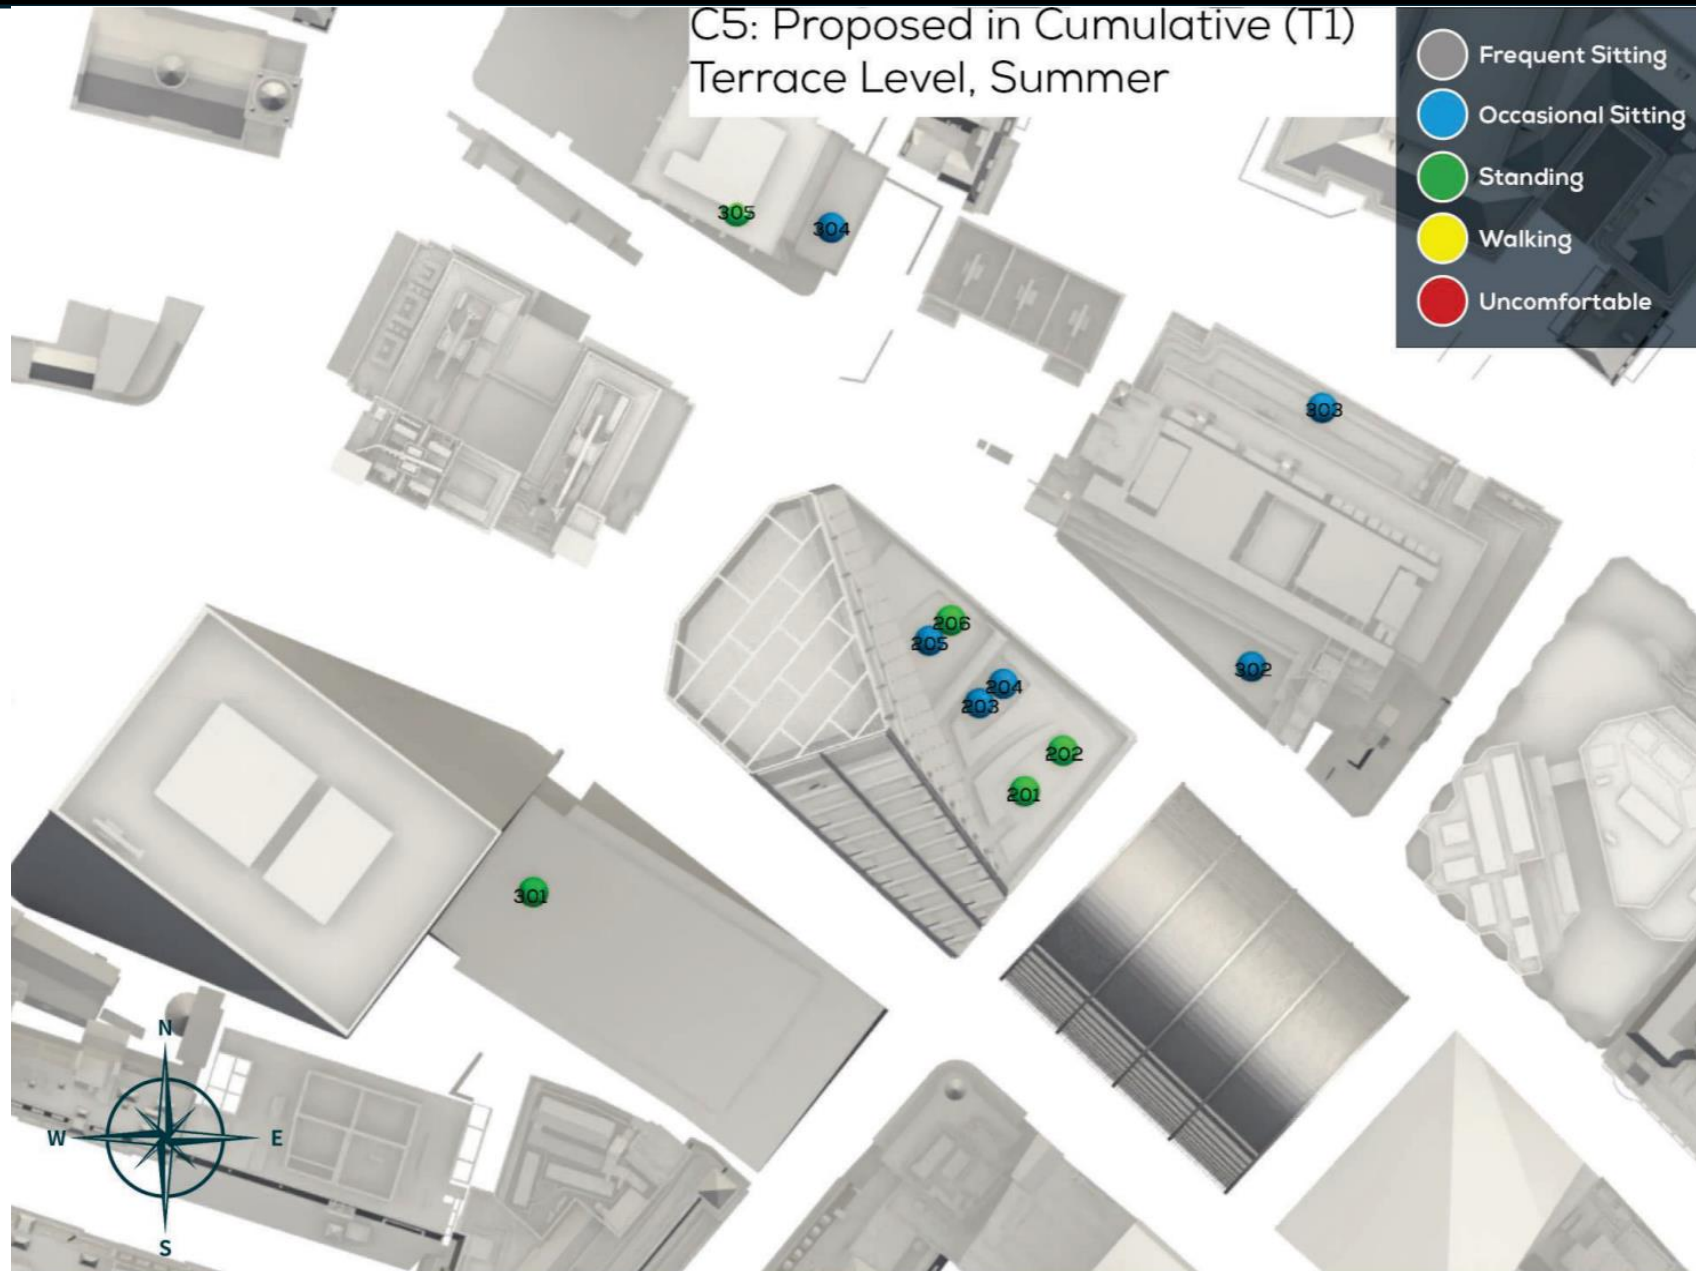 C5: Proposed in Cumulative (T1)
Terrace Level, Summer
Frequent Sitting
Occasional Sitting
Standing
Walking
Uncomfortable
305
304
303
206
205
204
203
302
202
201
301
N
W
E
S